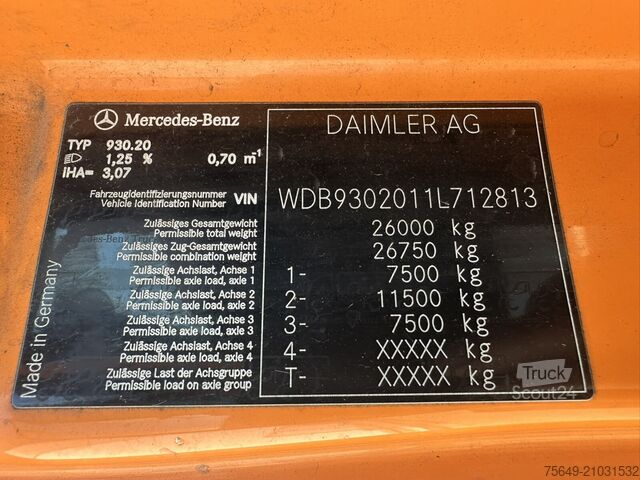 Mercedes-Benz
DAIMLER AG
TYP 930.20
1,25 % 0,70 m⁻¹
IHA= 3,07
Fahrzeugidentifizierungsnummer
Vehicle Identification Number VIN WDB9302011L712813
Zulässiges Gesamtgewicht
Permissible total weight 26000 kg
Zulässiges Zug-Gesamtgewicht
Permissible combination weight 26750 kg
Zulässige Achslast, Achse 1
Permissible axle load, axle 1 1- 7500 kg
Zulässige Achslast, Achse 2
Permissible axle load, axle 2 2- 11500 kg
Zulässige Achslast, Achse 3
Permissible axle load, axle 3 3- 7500 kg
Zulässige Achslast, Achse 4
Permissible axle load, axle 4 4- XXXXX kg
Zulässige Last der Achsgruppe
Permissible load on axle group T- XXXXX kg
Made in Germany
Truck
Scout24
75649-21031532